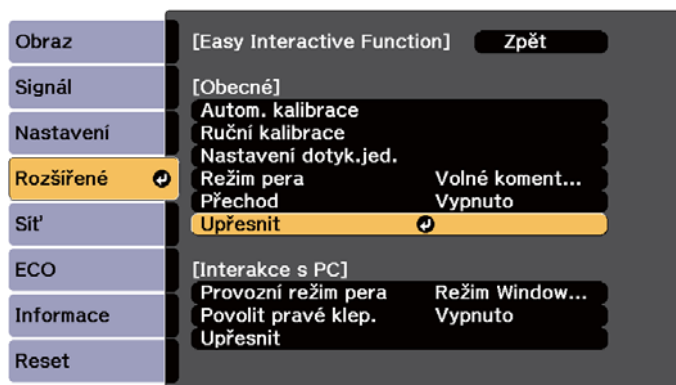 Obraz
Signál
Nastavení
Rozšířené
Síť
ECO
Informace
Reset
[Easy Interactive Function] Zpět
[Obecné]
Autom. kalibrace
Ruční kalibrace
Nastavení dotyk.jed.
Režim pera Volné koment...
Přechod Vypnuto
Upřesnit
[Interakce s PC]
Provozní režim pera Režim Window...
Povolit pravé klep. Vypnuto
Upřesnit